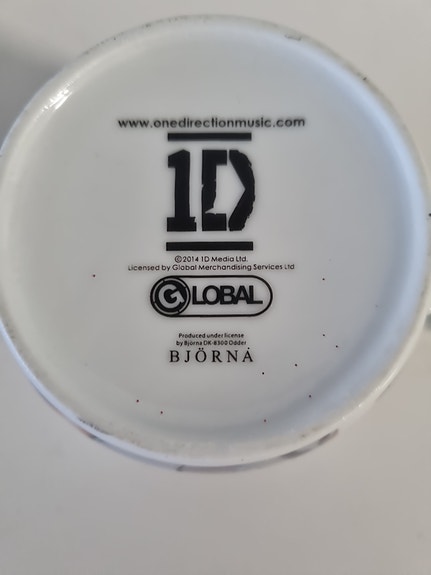 www.onedirectionmusic.com
1D
©2014 1D Media Ltd.
Licensed by Global Merchandising Services Ltd
GLOBAL
Produced under license
by Björna DK-8300 Odder
BJÖRNÅ